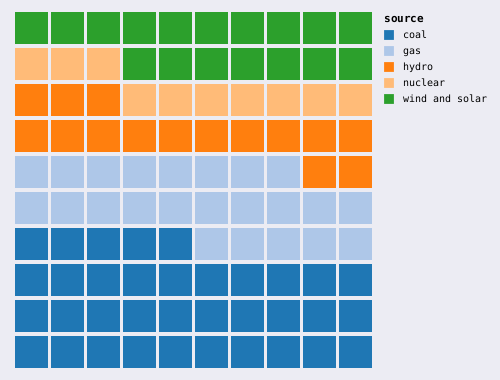 source
coal
gas
hydro
nuclear
wind and solar